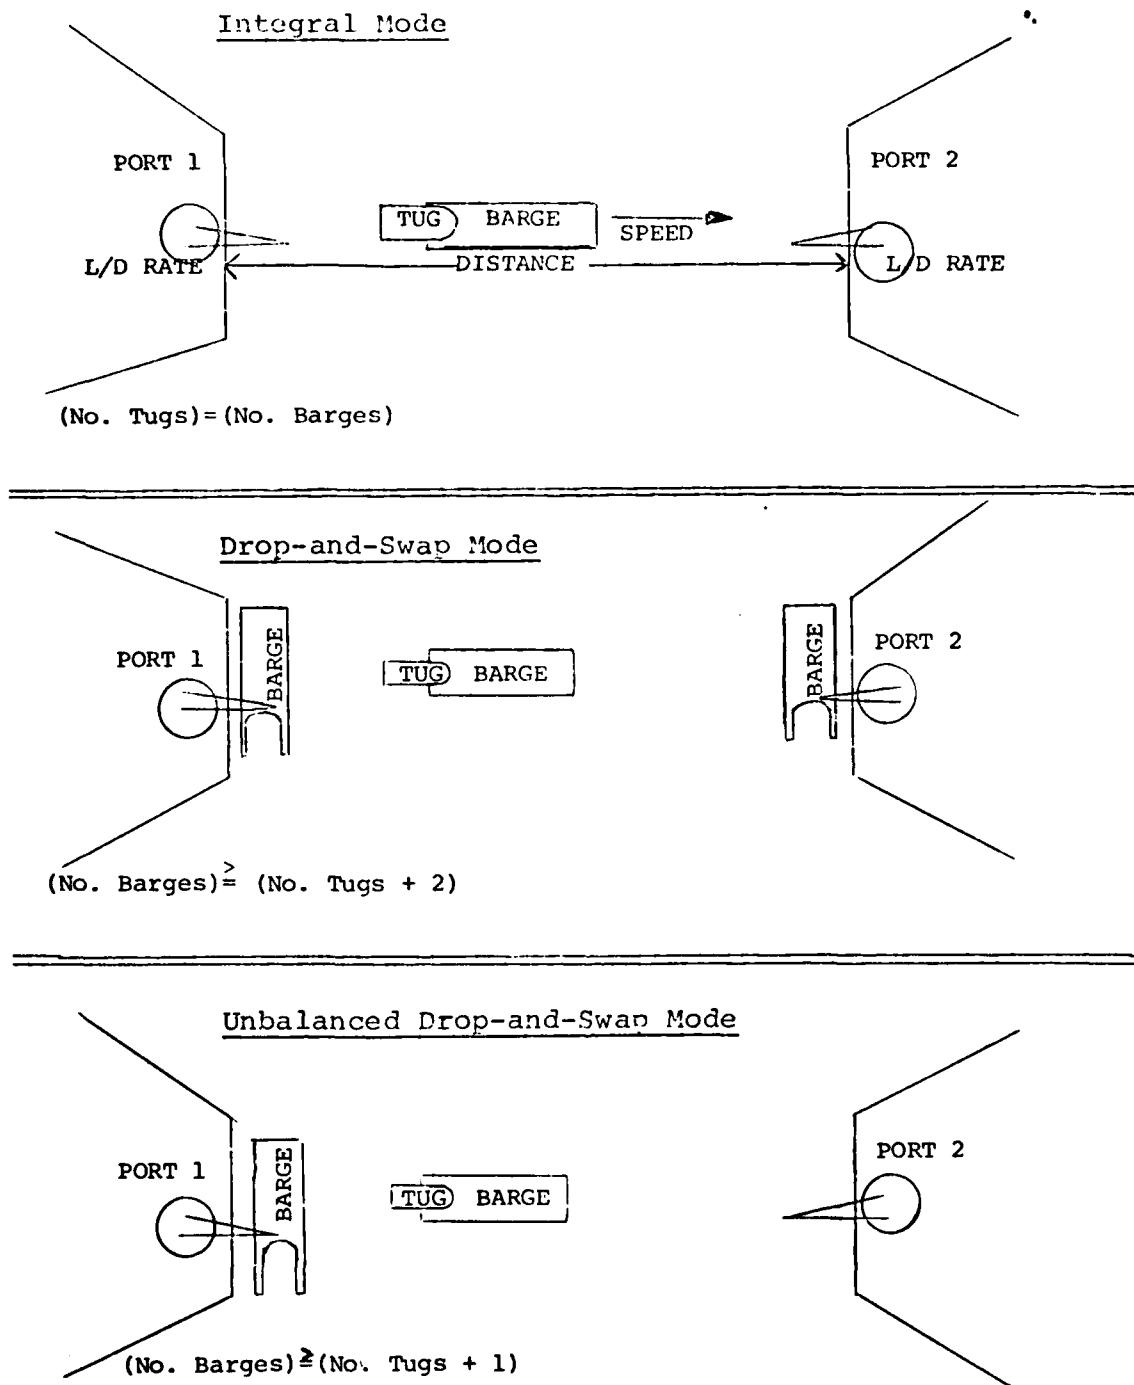 Integral Mode
PORT 1
PORT 2
TUG BARGE
SPEED
L/D RATE
DISTANCE
L/D RATE
(No. Tugs)=(No. Barges)
Drop-and-Swap Mode
BARGE
BARGE
PORT 1
PORT 2
TUG BARGE
(No. Barges)≥ (No. Tugs + 2)
Unbalanced Drop-and-Swap Mode
BARGE
PORT 1
PORT 2
TUG BARGE
(No. Barges)≥(No. Tugs + 1)